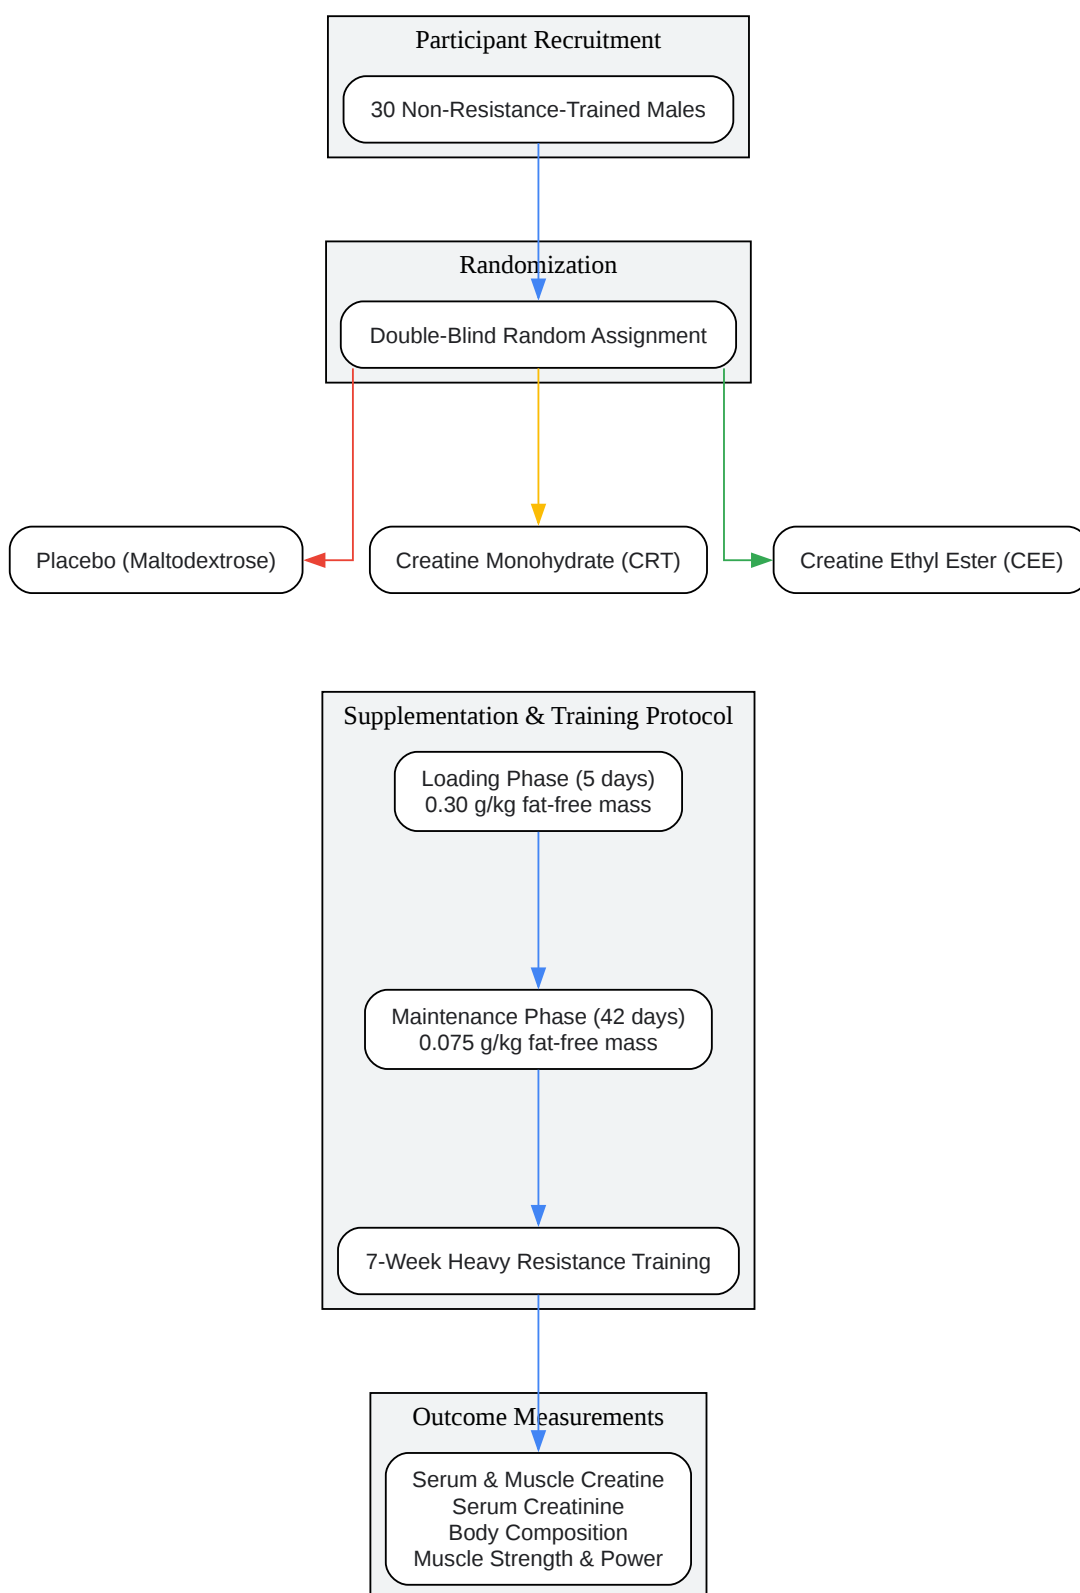 Participant Recruitment
30 Non-Resistance-Trained Males
Randomization
Double-Blind Random Assignment
Placebo (Maltodextrose)
Creatine Monohydrate (CRT)
Creatine Ethyl Ester (CEE)
Supplementation & Training Protocol
Loading Phase (5 days)
0.30 g/kg fat-free mass
Maintenance Phase (42 days)
0.075 g/kg fat-free mass
7-Week Heavy Resistance Training
Outcome Measurements
Serum & Muscle Creatine
Serum Creatinine
Body Composition
Muscle Strength & Power